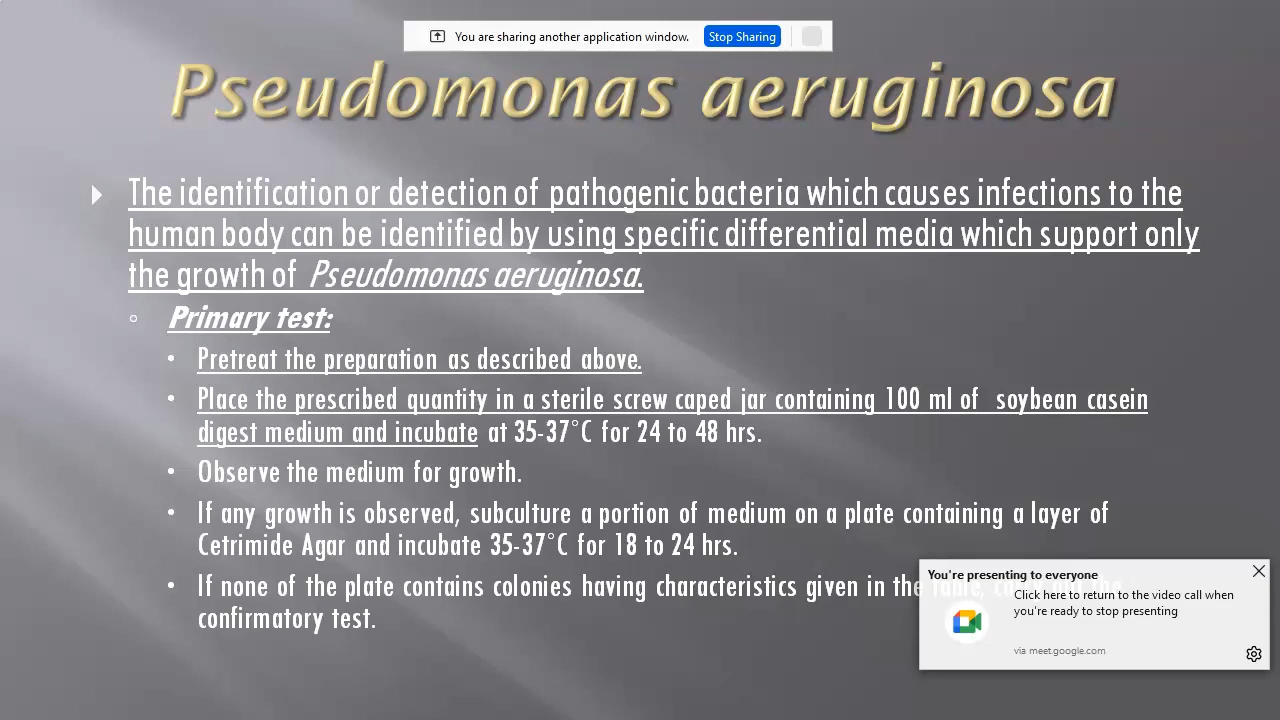 You are sharing another application window. Stop Sharing
Pseudomonas aeruginosa
The identification or detection of pathogenic bacteria which causes infections to the
human body can be identified by using specific differential media which support only
the growth of Pseudomonas aeruginosa.
Primary test:
Pretreat the preparation as described above.
Place the prescribed quantity in a sterile screw caped jar containing 100 ml of soybean casein
digest medium and incubate at 35-37°C for 24 to 48 hrs.
Observe the medium for growth.
If any growth is observed, subculture a portion of medium on a plate containing a layer of
Cetrimide Agar and incubate 35-37°C for 18 to 24 hrs.
If none of the plate contains colonies having characteristics given in the
confirmatory test.
You're presenting to everyone
Click here to return to the video call when
you're ready to stop presenting
via meet.google.com